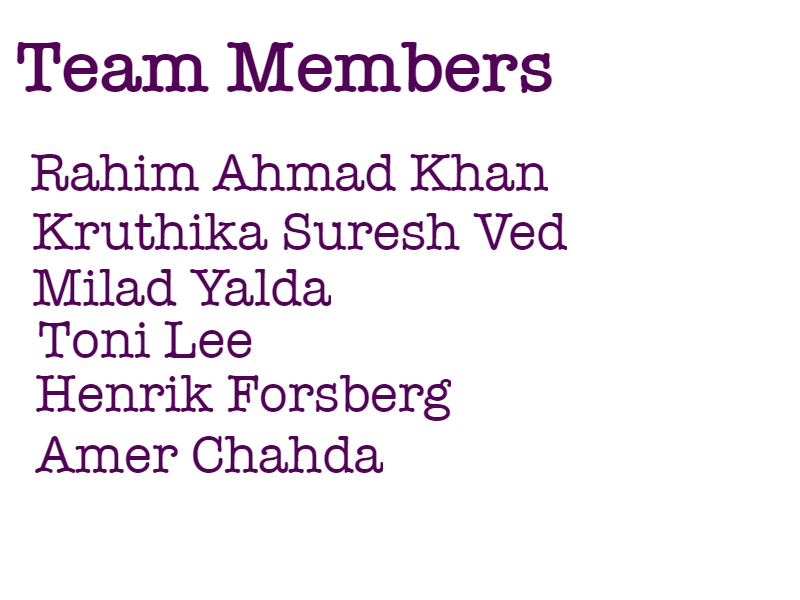 Team Members
Rahim Ahmad Khan
Kruthika Suresh Ved
Milad Yalda
Toni Lee
Henrik Forsberg
Amer Chahda